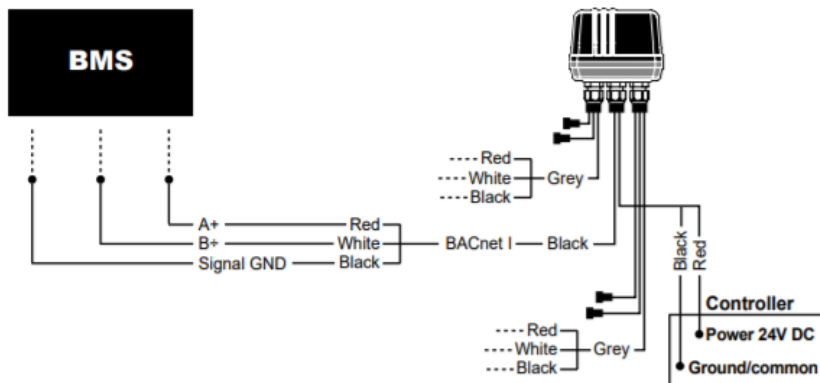 BMS
Red
White Grey
Black
A+ Red
B+ White BACnet I Black
Signal GND Black
Black
Red
Controller
Power 24V DC
Ground/common
Red
White Grey
Black